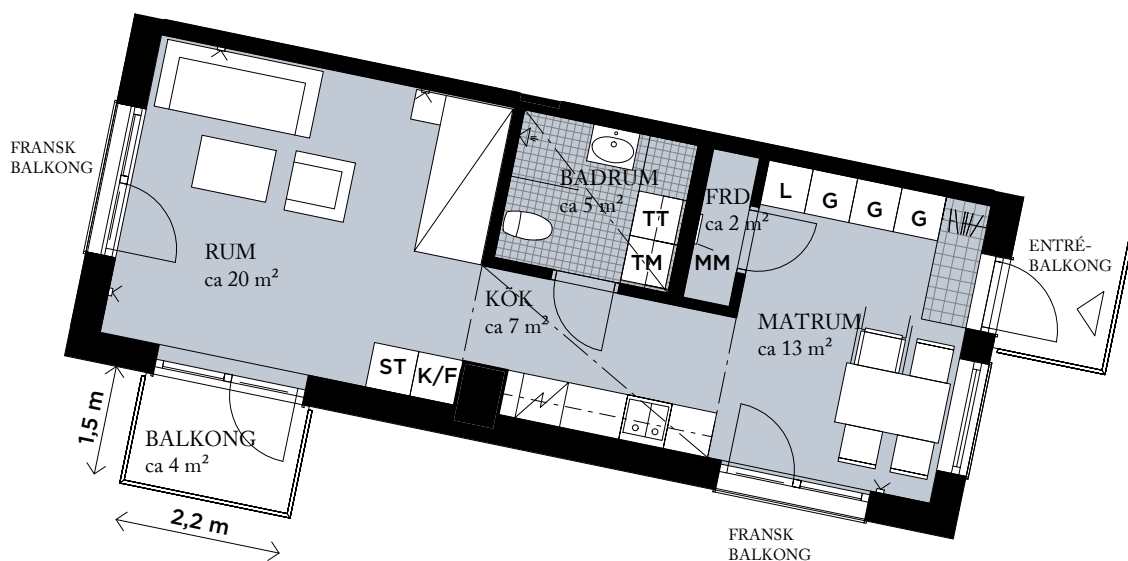 FRANSK
BALKONG
RUM
ca 20 m²
BADRUM
ca 5 m²
TT
TM
FRD
ca 2 m²
MM
L
G
G
G
ENTRÉ-
BALKONG
KÖK
ca 7 m²
MATRUM
ca 13 m²
ST
K/F
BALKONG
ca 4 m²
1,5 m
2,2 m
FRANSK
BALKONG